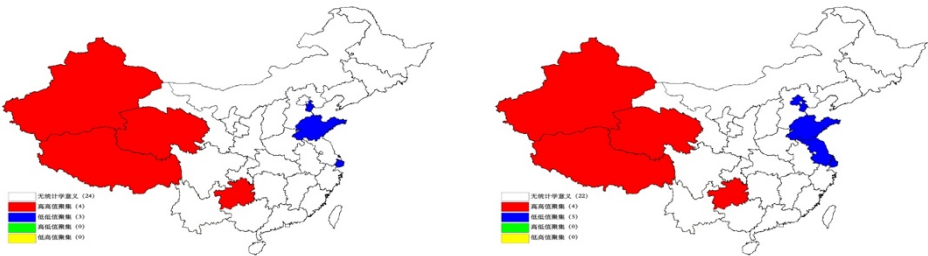 无统计学意义 (24)
高高值聚集 (4)
低低值聚集 (3)
高低值聚集 (0)
低高值聚集 (0)
无统计学意义 (22)
高高值聚集 (4)
低低值聚集 (3)
高低值聚集 (0)
低高值聚集 (0)